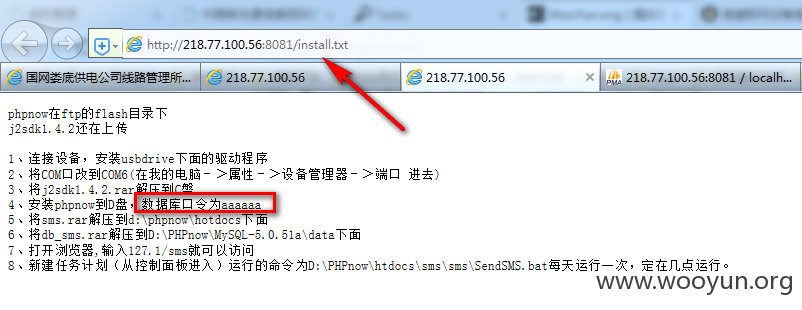 http://218.77.100.56:8081/install.txt
国网娄底供电公司线路管理所...
218.77.100.56
218.77.100.56
218.77.100.56:8081 / localh...
phpnow在ftp的flash目录下
j2sdk1.4.2还在上传
1、连接设备，安装usbdrive下面的驱动程序
2、将COM口改到COM6(在我的电脑－＞属性－＞设备管理器－＞端口 进去)
3、将j2sdk1.4.2.rar解压到C盤
4、安装phpnow到D盘，数据库口令为aaaaaa
5、将sms.rar解压到d:\phpnow\hotdocs下面
6、将db_sms.rar解压到D:\PHPnow\MySQL-5.0.51a\data下面
7、打开浏览器,输入127.1/sms就可以访问
8、新建任务计划（从控制面板进入）运行的命令为D:\PHPnow\htdocs\sms\sms\SendSMS.bat每天运行一次，定在几点运行。
www.wooyun.org